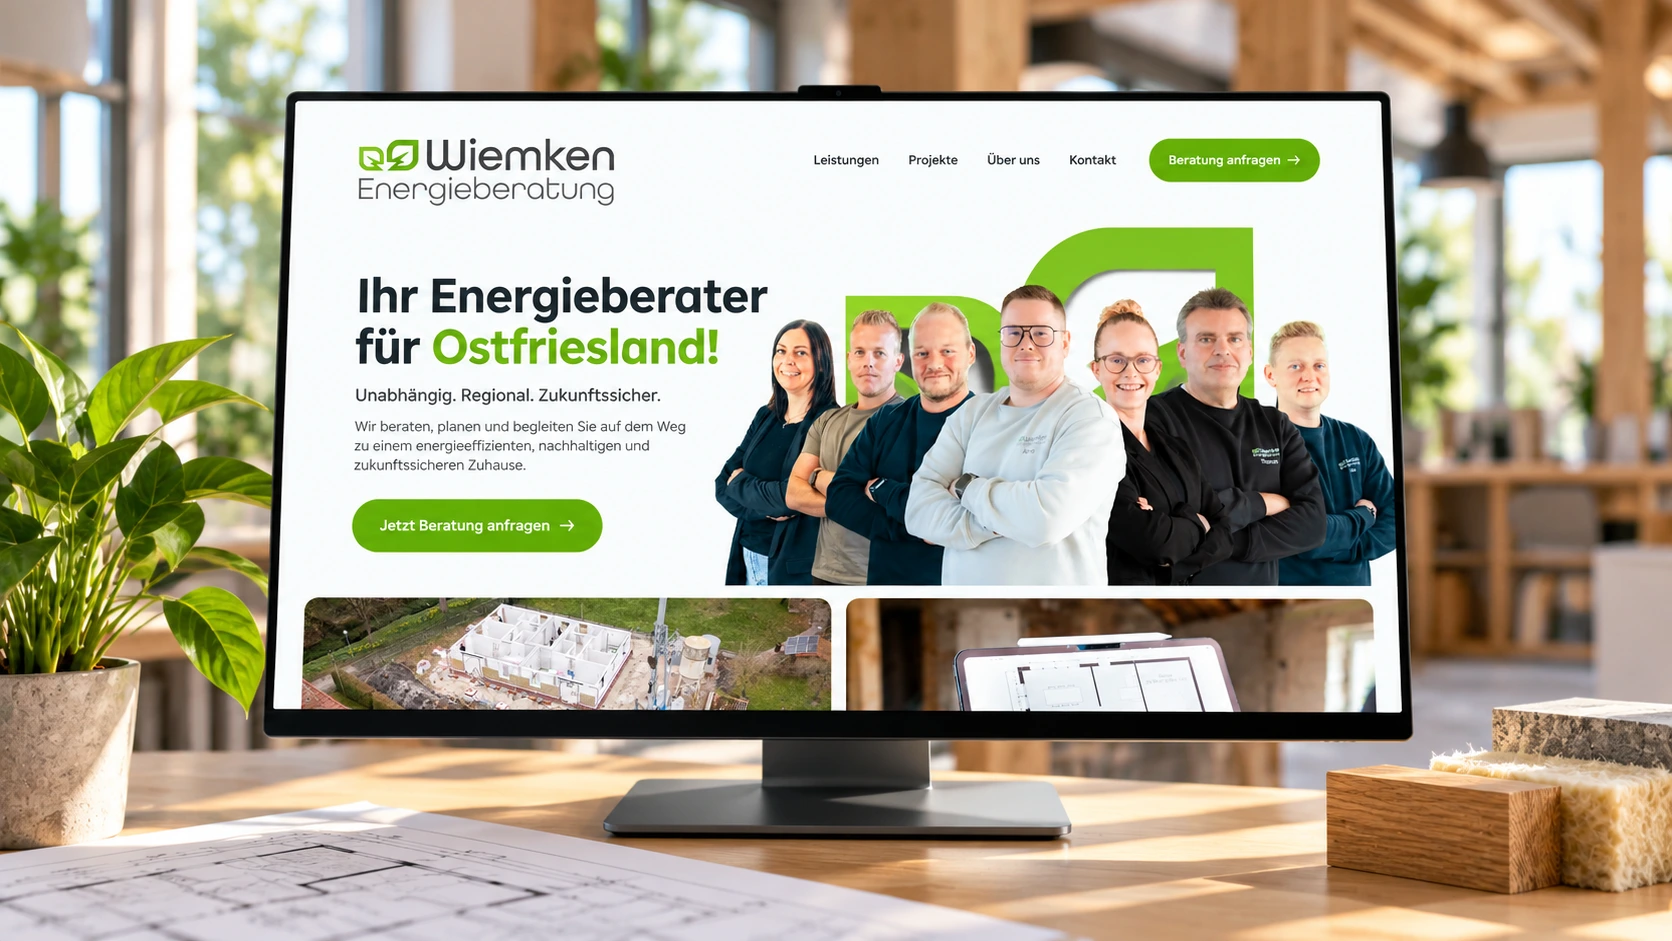 Wiemken
Energieberatung
Leistungen
Projekte
Über uns
Kontakt
Beratung anfragen →
Ihr Energieberater
für Ostfriesland!
Unabhängig. Regional. Zukunftssicher.
Wir beraten, planen und begleiten Sie auf dem Weg
zu einem energieeffizienten, nachhaltigen und
zukunftssicheren Zuhause.
Jetzt Beratung anfragen →